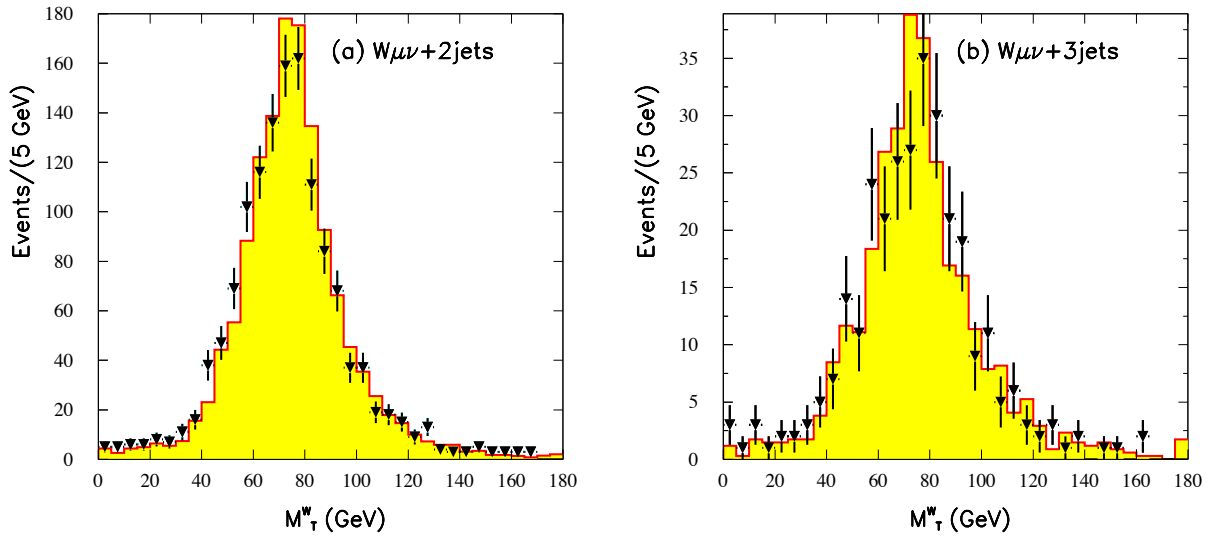 (a) Wμν+2jets
Events/(5 GeV)
180
160
140
120
100
80
60
40
20
0
0 20 40 60 80 100 120 140 160 180
M^W_T (GeV)
(b) Wμν+3jets
Events/(5 GeV)
35
30
25
20
15
10
5
0
0 20 40 60 80 100 120 140 160 180
M^W_T (GeV)